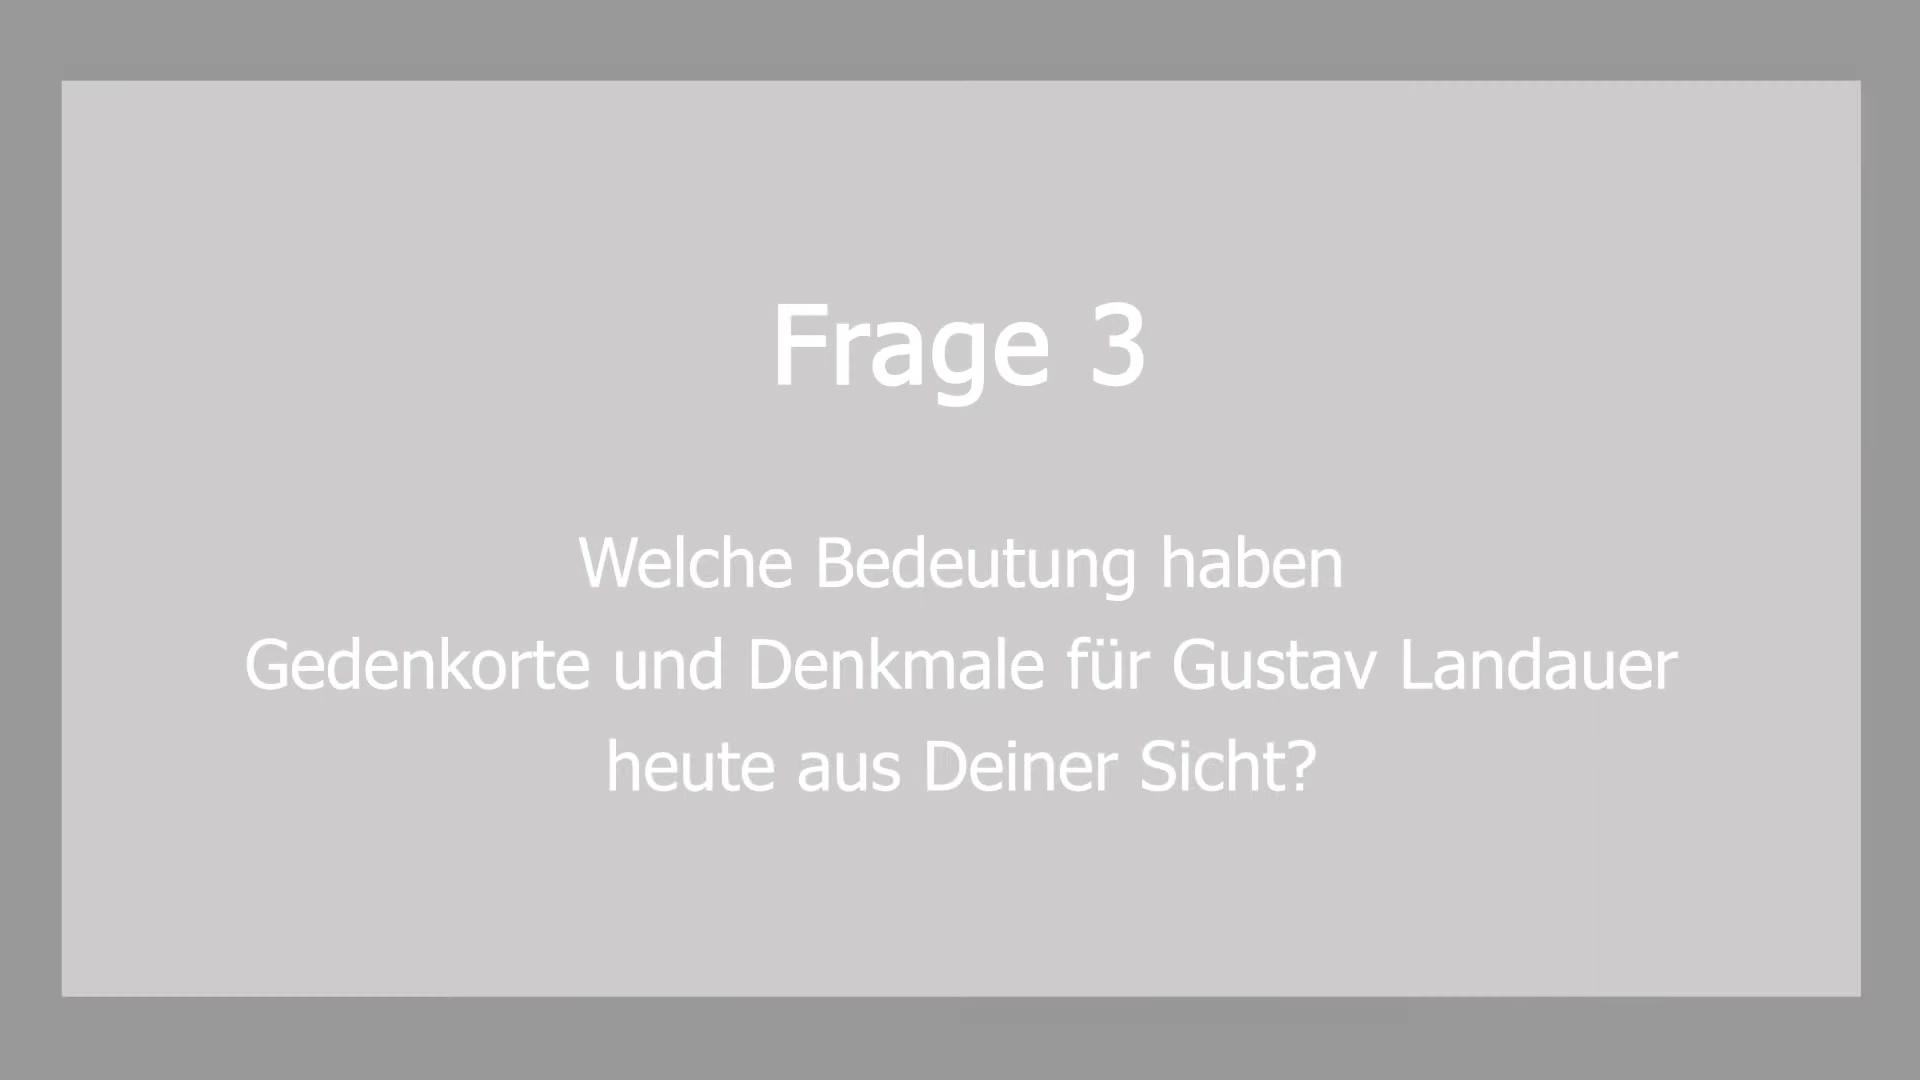 Frage 3
Welche Bedeutung haben
Gedenkorte und Denkmale für Gustav Landauer
heute aus Deiner Sicht?